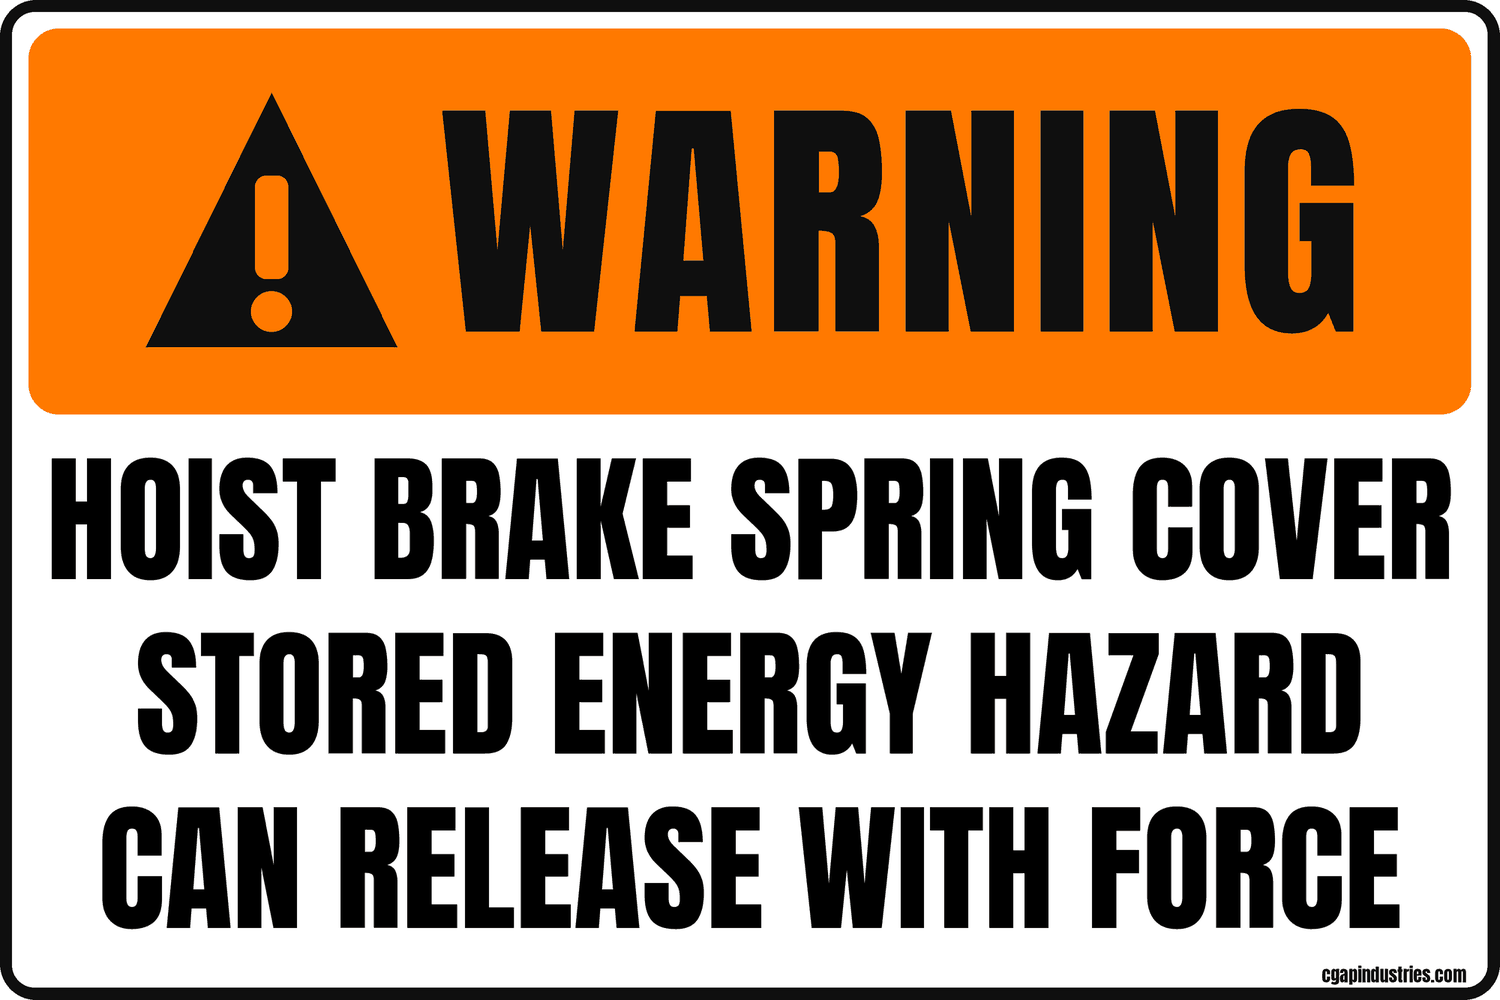 WARNING
HOIST BRAKE SPRING COVER
STORED ENERGY HAZARD
CAN RELEASE WITH FORCE
cgapindustries.com